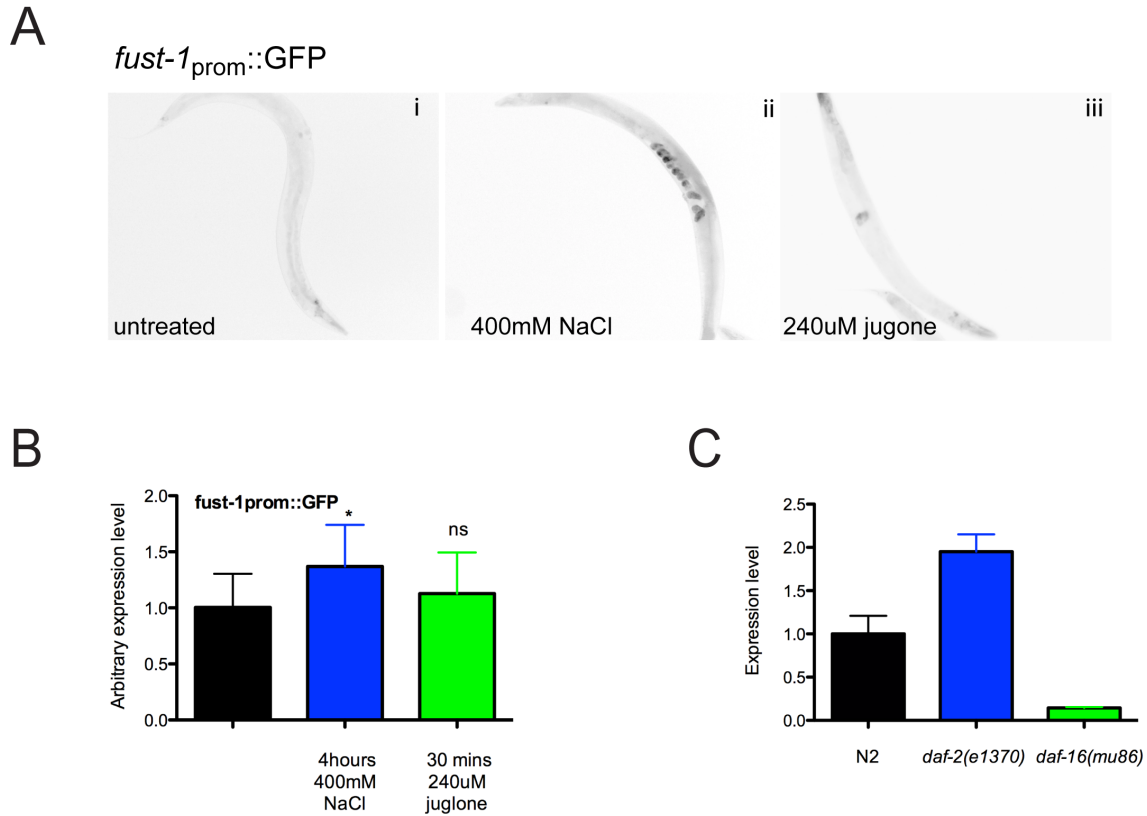 A
fust-1prom::GFP
i
ii
iii
untreated
400mM NaCl
240uM jugone
B
C
fust-1prom::GFP
*
ns
Arbitrary expression level
2.0
1.5
1.0
0.5
0.0
4hours
400mM
NaCl
30 mins
240uM
juglone
Expression level
2.5
2.0
1.5
1.0
0.5
0.0
N2
daf-2(e1370)
daf-16(mu86)